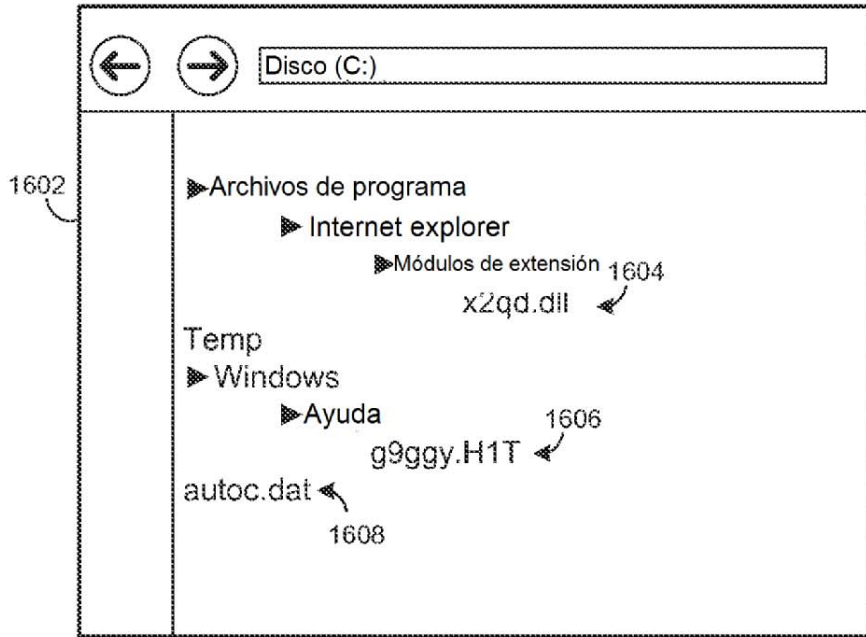 Disco (C:)
1602
Archivos de programa
Internet explorer
Módulos de extensión
1604
x2qd.dll
Temp
Windows
Ayuda
1606
g9ggy.H1T
autoc.dat
1608